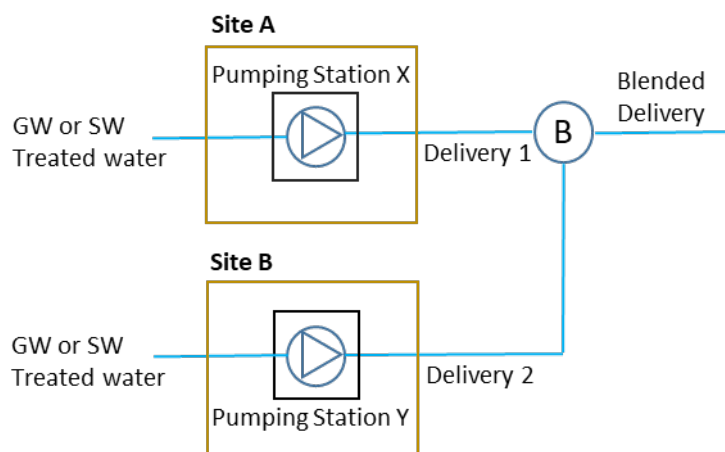 Site A
Pumping Station X
GW or SW
Treated water
Delivery 1
B
Blended
Delivery
Site B
GW or SW
Treated water
Delivery 2
Pumping Station Y